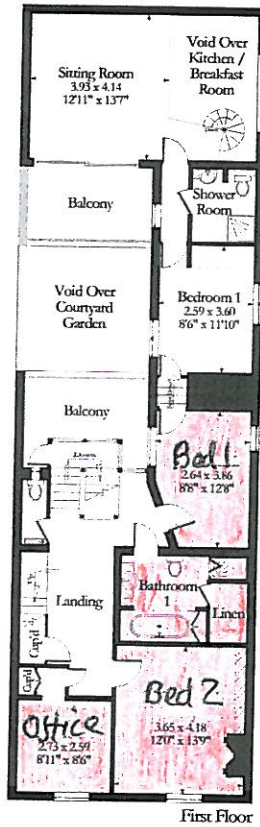 Sitting Room
3.93 x 4.14
12'11" x 13'7"
Void Over
Kitchen /
Breakfast
Room
Shower
Room
Balcony
Void Over
Courtyard
Garden
Bedroom 1
2.59 x 3.60
8'6" x 11'10"
Balcony
Down
Bed 1
2.64 x 3.86
8'8" x 12'8"
Landing
Cup'd
Bathroom
1
Linen
Cup'd
Office
2.73 x 2.59
8'11" x 8'6"
Bed 2
3.65 x 4.18
12'0" x 13'9"
First Floor